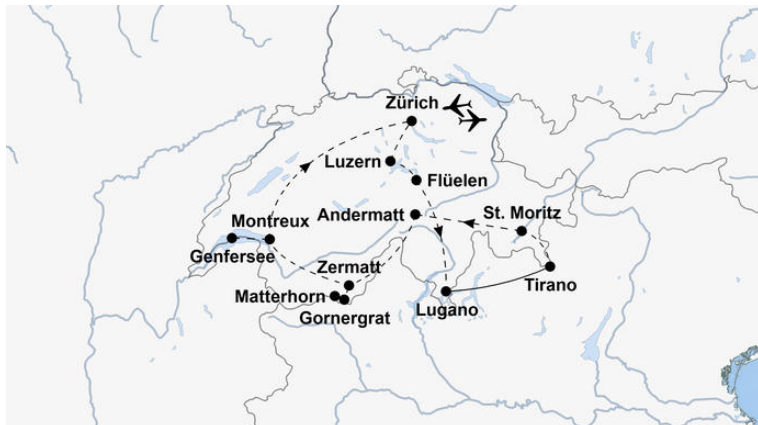 Zürich
Luzern
Flüelen
Andermatt
St. Moritz
Montreux
Genfersee
Zermatt
Tirano
Matterhorn
Lugano
Gornergrat